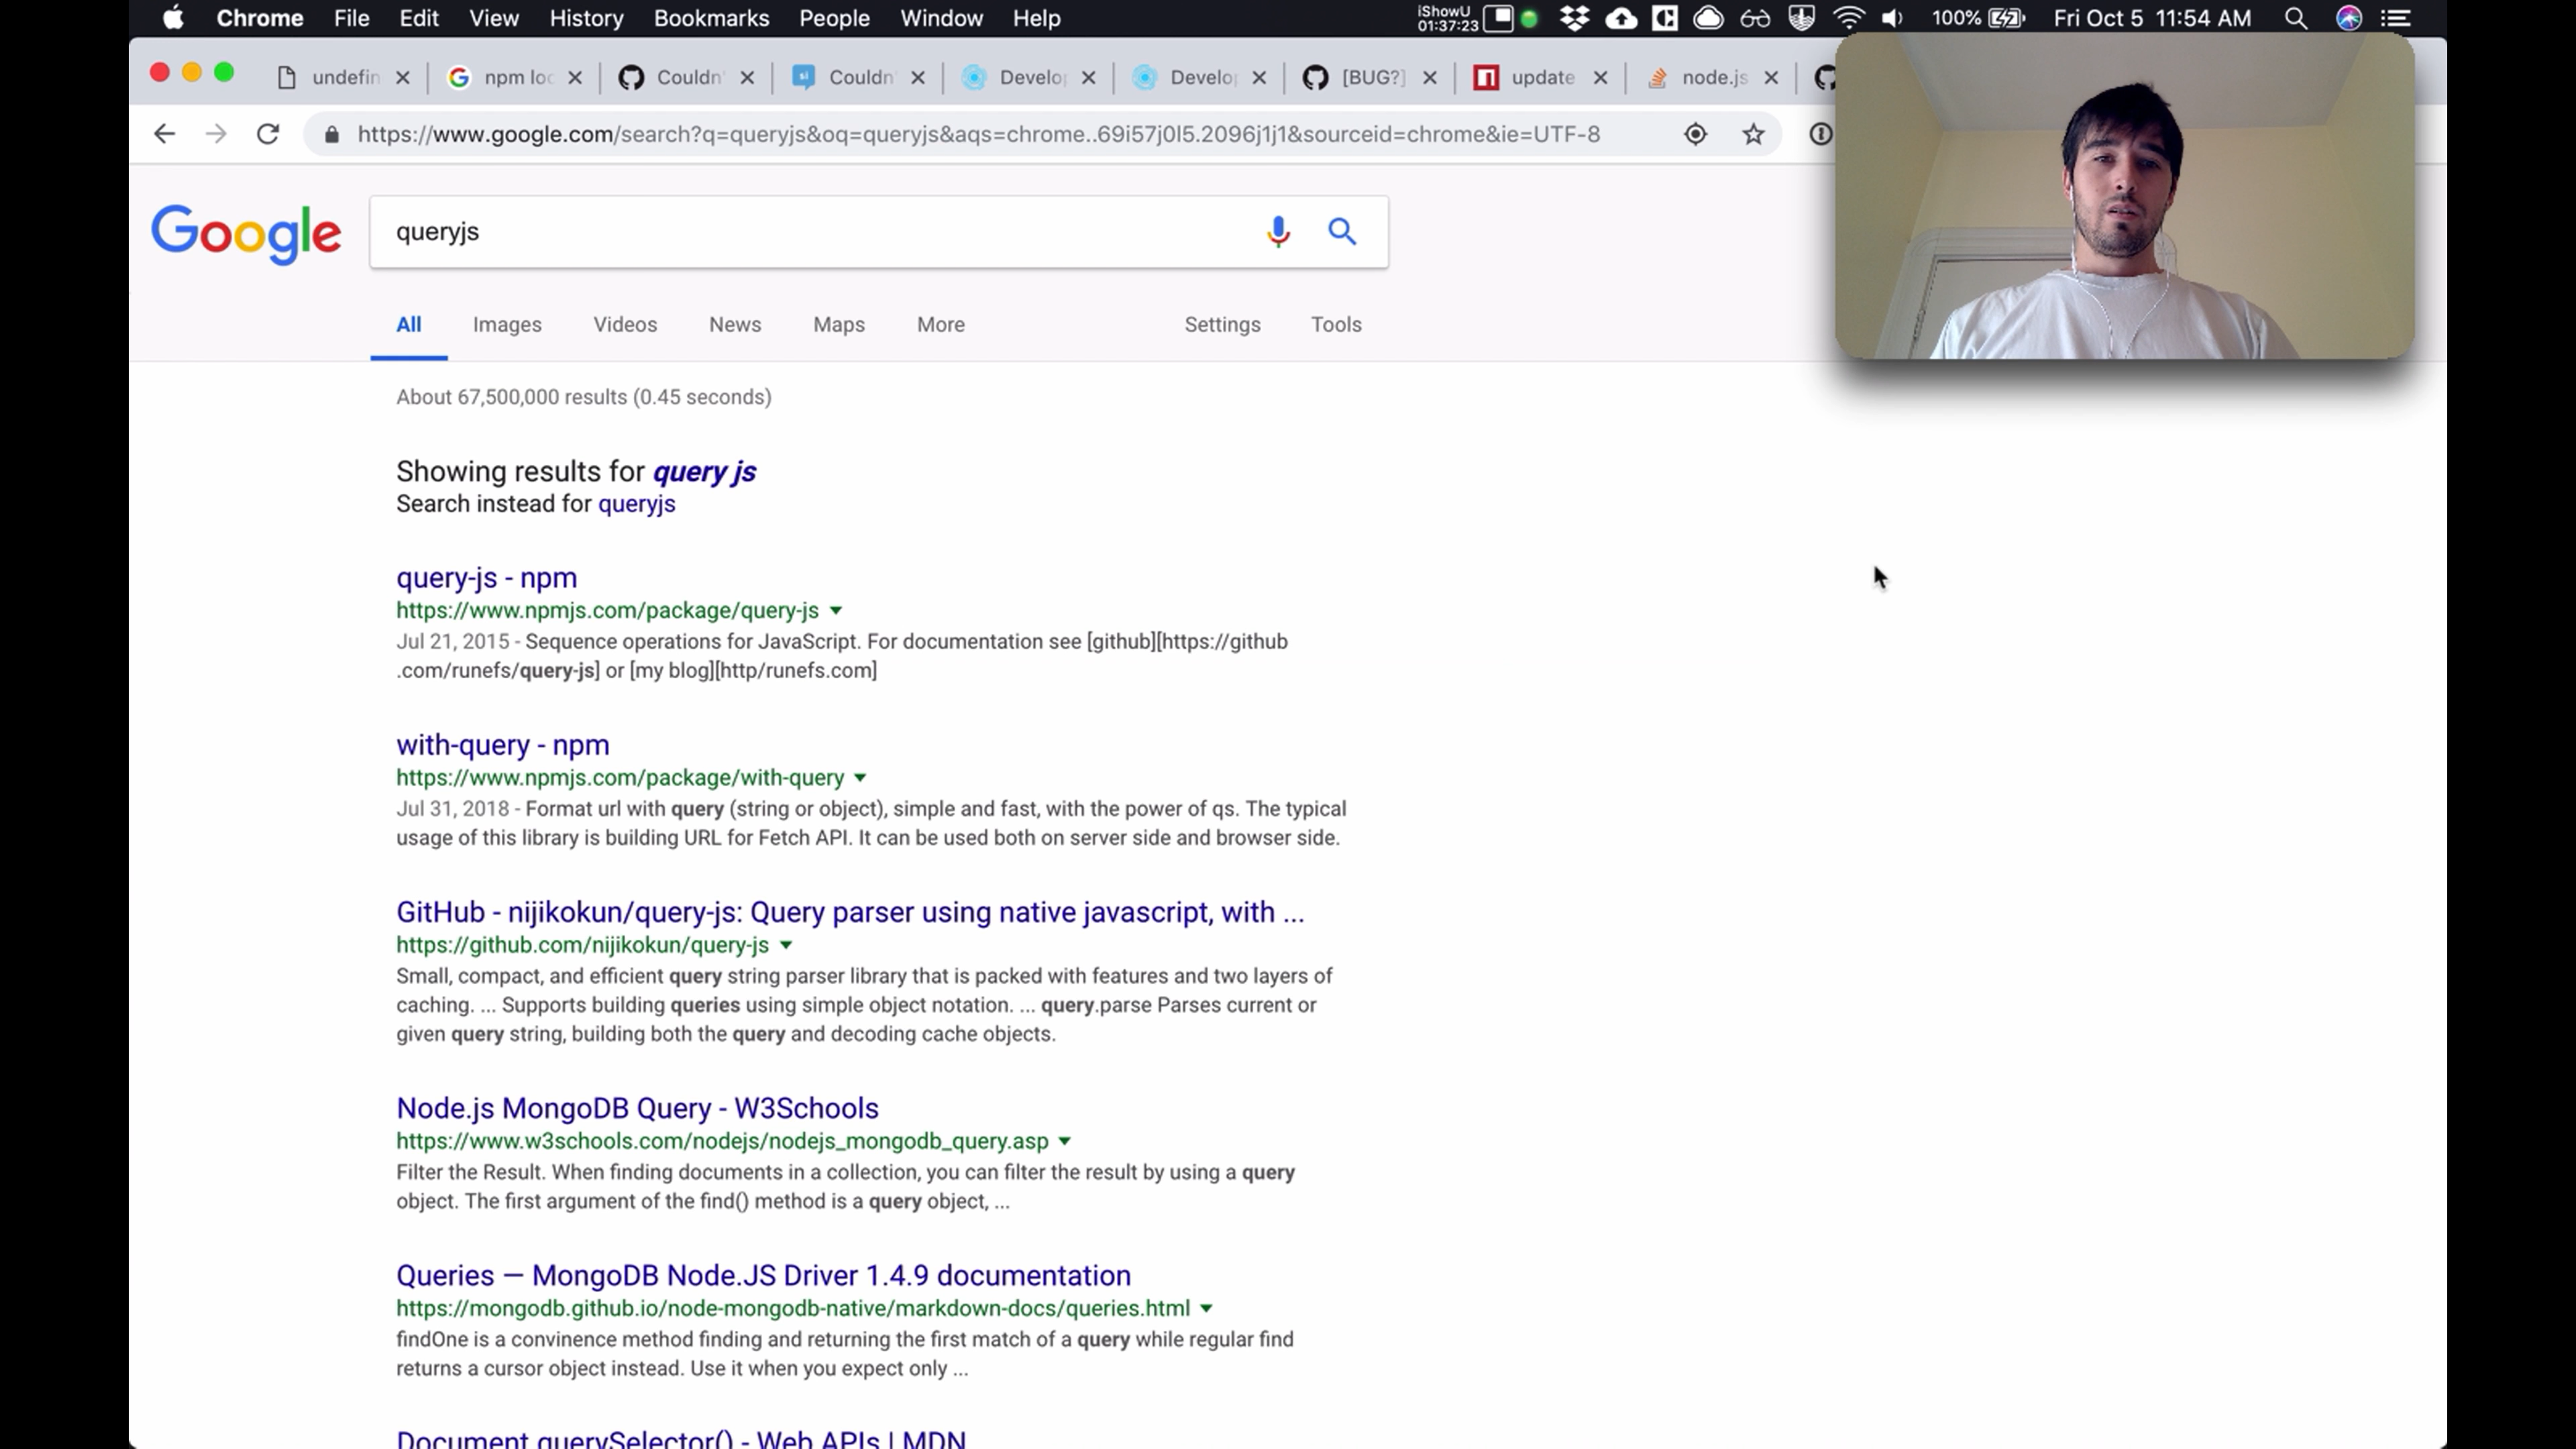 Chrome File Edit View History Bookmarks People Window Help iShowU 01:37:23 100% Fri Oct 5 11:54 AM
undefin npm loc Couldn' Couldn' Develop Develop [BUG?] update node.js
https://www.google.com/search?q=queryjs&oq=queryjs&aqs=chrome..69i57j0l5.2096j1j1&sourceid=chrome&ie=UTF-8
Google queryjs
All Images Videos News Maps More Settings Tools
About 67,500,000 results (0.45 seconds)
Showing results for query js
Search instead for queryjs
query-js - npm
https://www.npmjs.com/package/query-js
Jul 21, 2015 - Sequence operations for JavaScript. For documentation see [github][https://github
.com/runefs/query-js] or [my blog][http/runefs.com]
with-query - npm
https://www.npmjs.com/package/with-query
Jul 31, 2018 - Format url with query (string or object), simple and fast, with the power of qs. The typical
usage of this library is building URL for Fetch API. It can be used both on server side and browser side.
GitHub - nijikokun/query-js: Query parser using native javascript, with ...
https://github.com/nijikokun/query-js
Small, compact, and efficient query string parser library that is packed with features and two layers of
caching. ... Supports building queries using simple object notation. ... query.parse Parses current or
given query string, building both the query and decoding cache objects.
Node.js MongoDB Query - W3Schools
https://www.w3schools.com/nodejs/nodejs_mongodb_query.asp
Filter the Result. When finding documents in a collection, you can filter the result by using a query
object. The first argument of the find() method is a query object, ...
Queries — MongoDB Node.JS Driver 1.4.9 documentation
https://mongodb.github.io/node-mongodb-native/markdown-docs/queries.html
findOne is a convinence method finding and returning the first match of a query while regular find
returns a cursor object instead. Use it when you expect only ...
Document.querySelector() - Web APIs | MDN